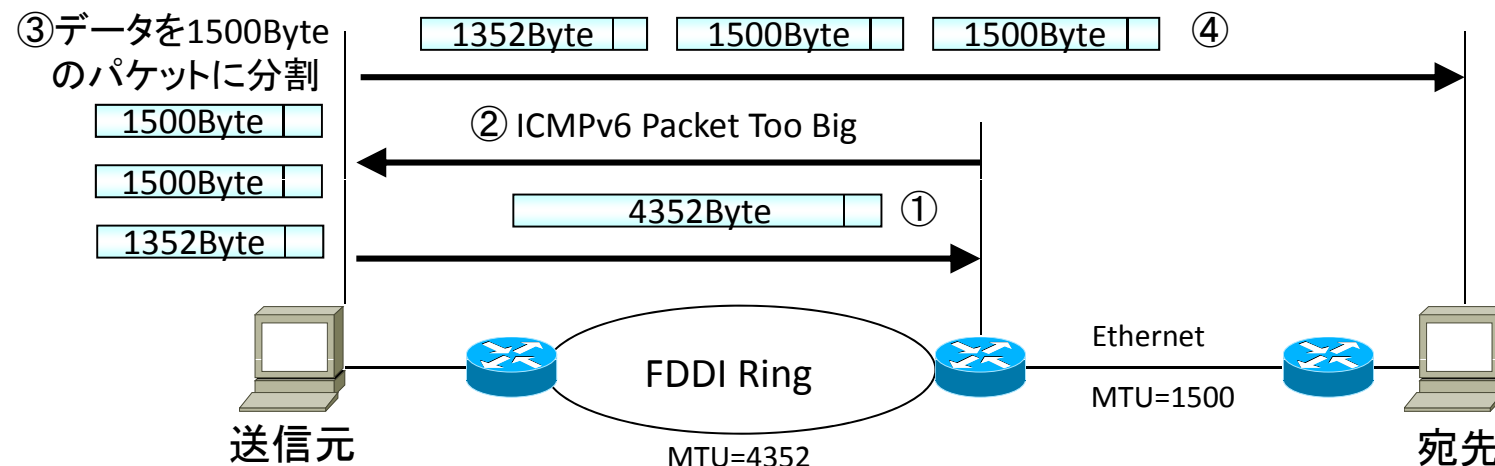 ③データを1500Byte
のパケットに分割
1500Byte
1500Byte
1352Byte
1352Byte 1500Byte 1500Byte ④
② ICMPv6 Packet Too Big
4352Byte ①
FDDI Ring
Ethernet
MTU=1500
送信元
MTU=4352
宛先